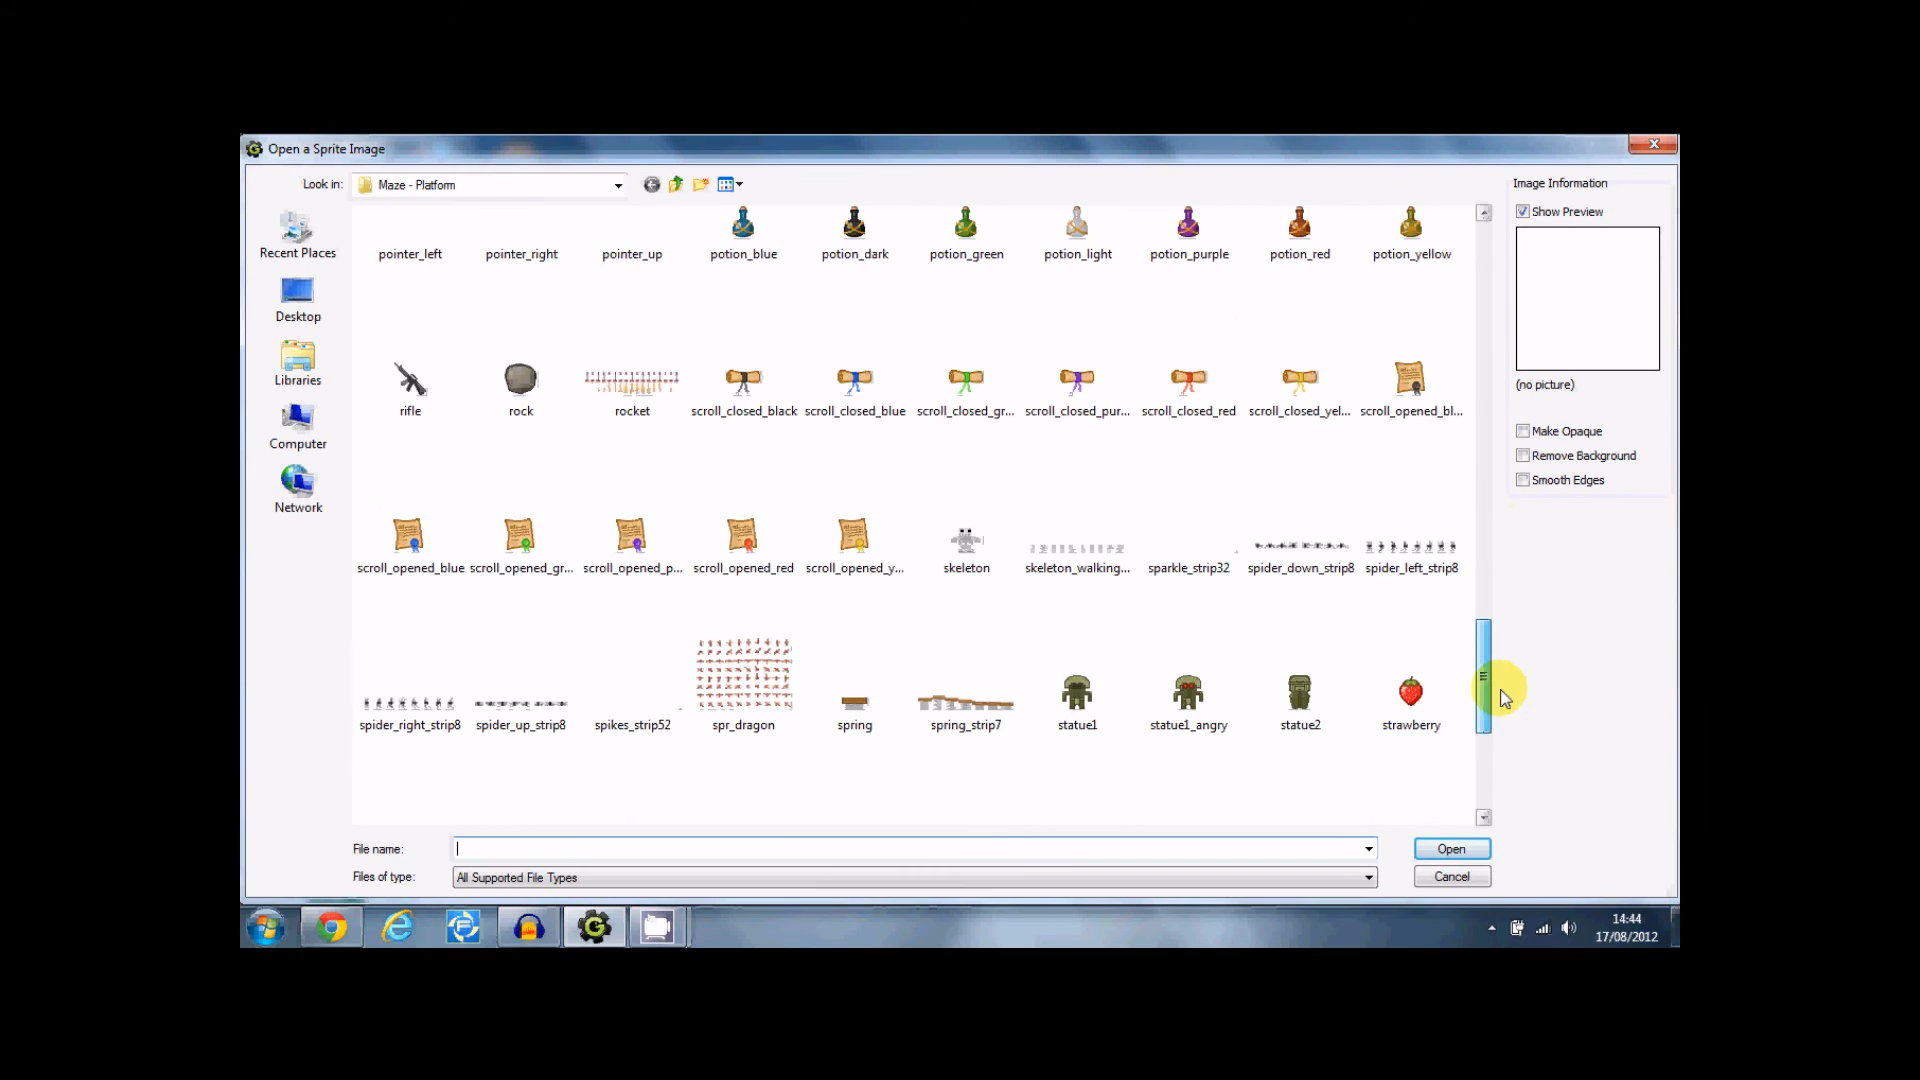 Open a Sprite Image
Look in: Maze - Platform
Image Information
Show Preview
Recent Places
pointer_left pointer_right pointer_up potion_blue potion_dark potion_green potion_light potion_purple potion_red potion_yellow
Desktop
Libraries
(no picture)
rifle rock rocket scroll_closed_black scroll_closed_blue scroll_closed_gr... scroll_closed_pur... scroll_closed_red scroll_closed_yel... scroll_opened_bl...
Make Opaque
Computer
Remove Background
Smooth Edges
Network
scroll_opened_blue scroll_opened_gr... scroll_opened_p... scroll_opened_red scroll_opened_y... skeleton skeleton_walking... sparkle_strip32 spider_down_strip8 spider_left_strip8
spider_right_strip8 spider_up_strip8 spikes_strip52 spr_dragon spring spring_strip7 statue1 statue1_angry statue2 strawberry
File name: Open
Files of type: All Supported File Types Cancel
14:44
17/08/2012